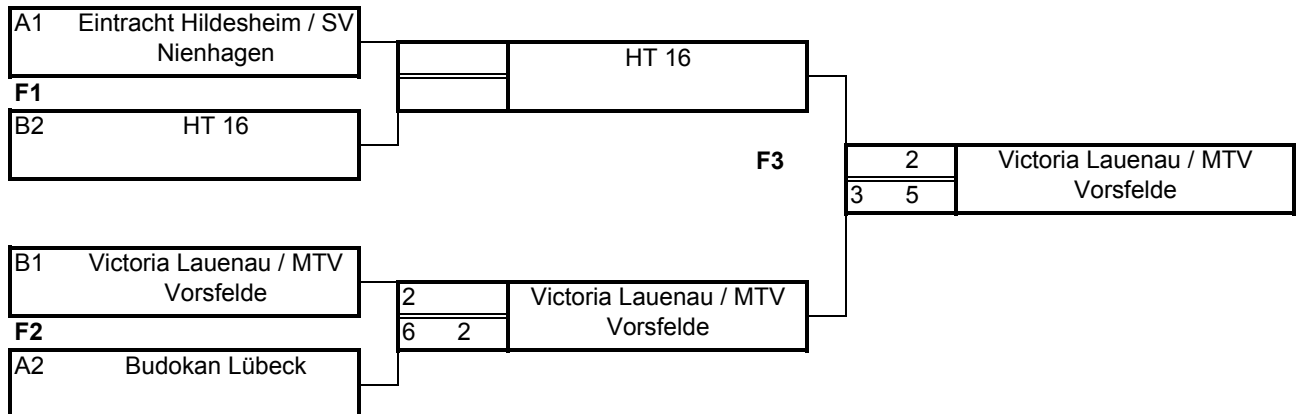 A1 Eintracht Hildesheim / SV
Nienhagen
HT 16
F1
B2 HT 16
F3
2 Victoria Lauenau / MTV
3 5 Vorsfelde
B1 Victoria Lauenau / MTV
Vorsfelde
2 Victoria Lauenau / MTV
6 2 Vorsfelde
F2
A2 Budokan Lübeck